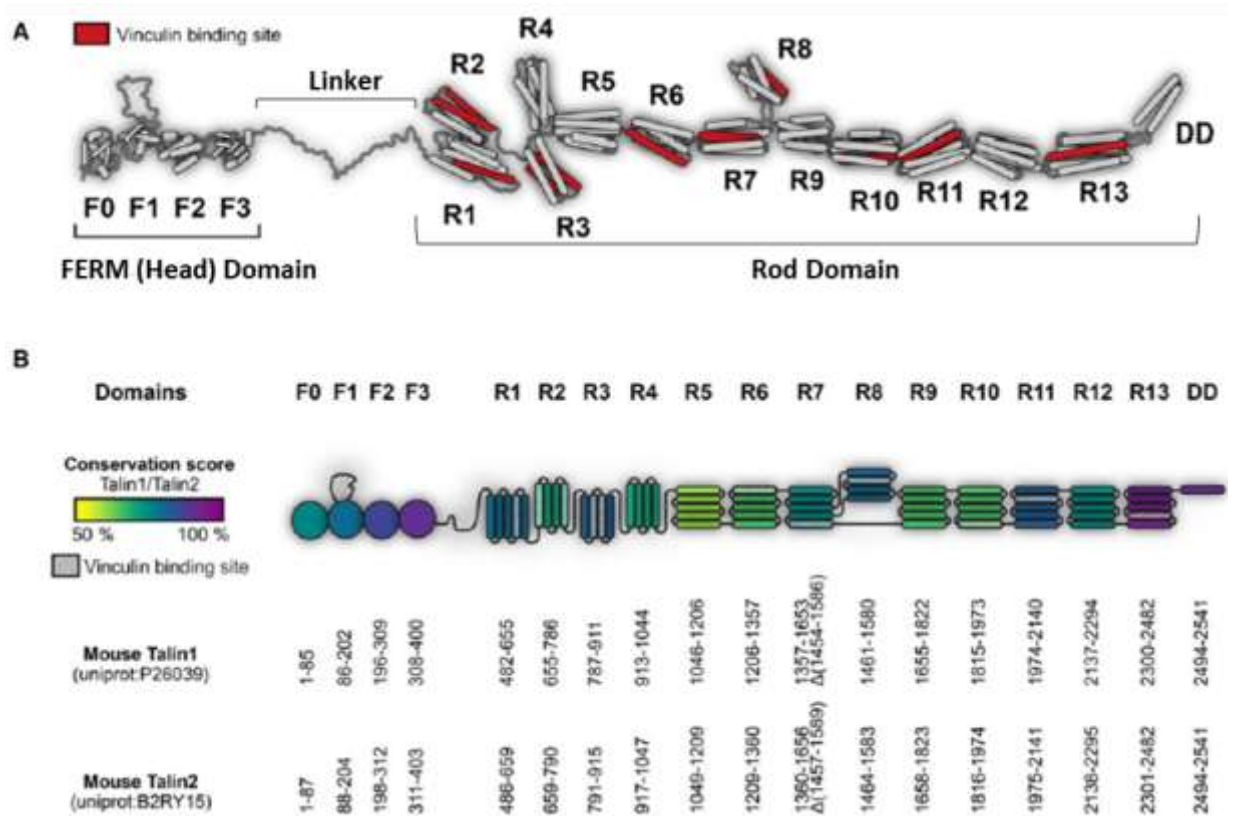 A
Vinculin binding site
R4
R8
R2
Linker
R5
R6
DD
F0 F1 F2 F3
R7
R9
R11
R10
R12
R13
R1
R3
FERM (Head) Domain
Rod Domain
B
Domains F0 F1 F2 F3 R1 R2 R3 R4 R5 R6 R7 R8 R9 R10 R11 R12 R13 DD
Conservation score
Talin1/Talin2
50 % 100 %
Vinculin binding site
Mouse Talin1
(uniprot:P26039)
1-85
86-202
196-309
308-400
482-655
655-786
787-911
913-1044
1046-1206
1206-1357
1357-1653
Δ(1454-1586)
1461-1580
1655-1822
1815-1973
1974-2140
2137-2294
2300-2482
2494-2541
Mouse Talin2
(uniprot:B2RY15)
1-87
88-204
198-312
311-403
486-659
659-790
791-915
917-1047
1049-1209
1209-1360
1360-1656
Δ(1457-1589)
1464-1583
1658-1823
1816-1974
1975-2141
2138-2295
2301-2482
2494-2541